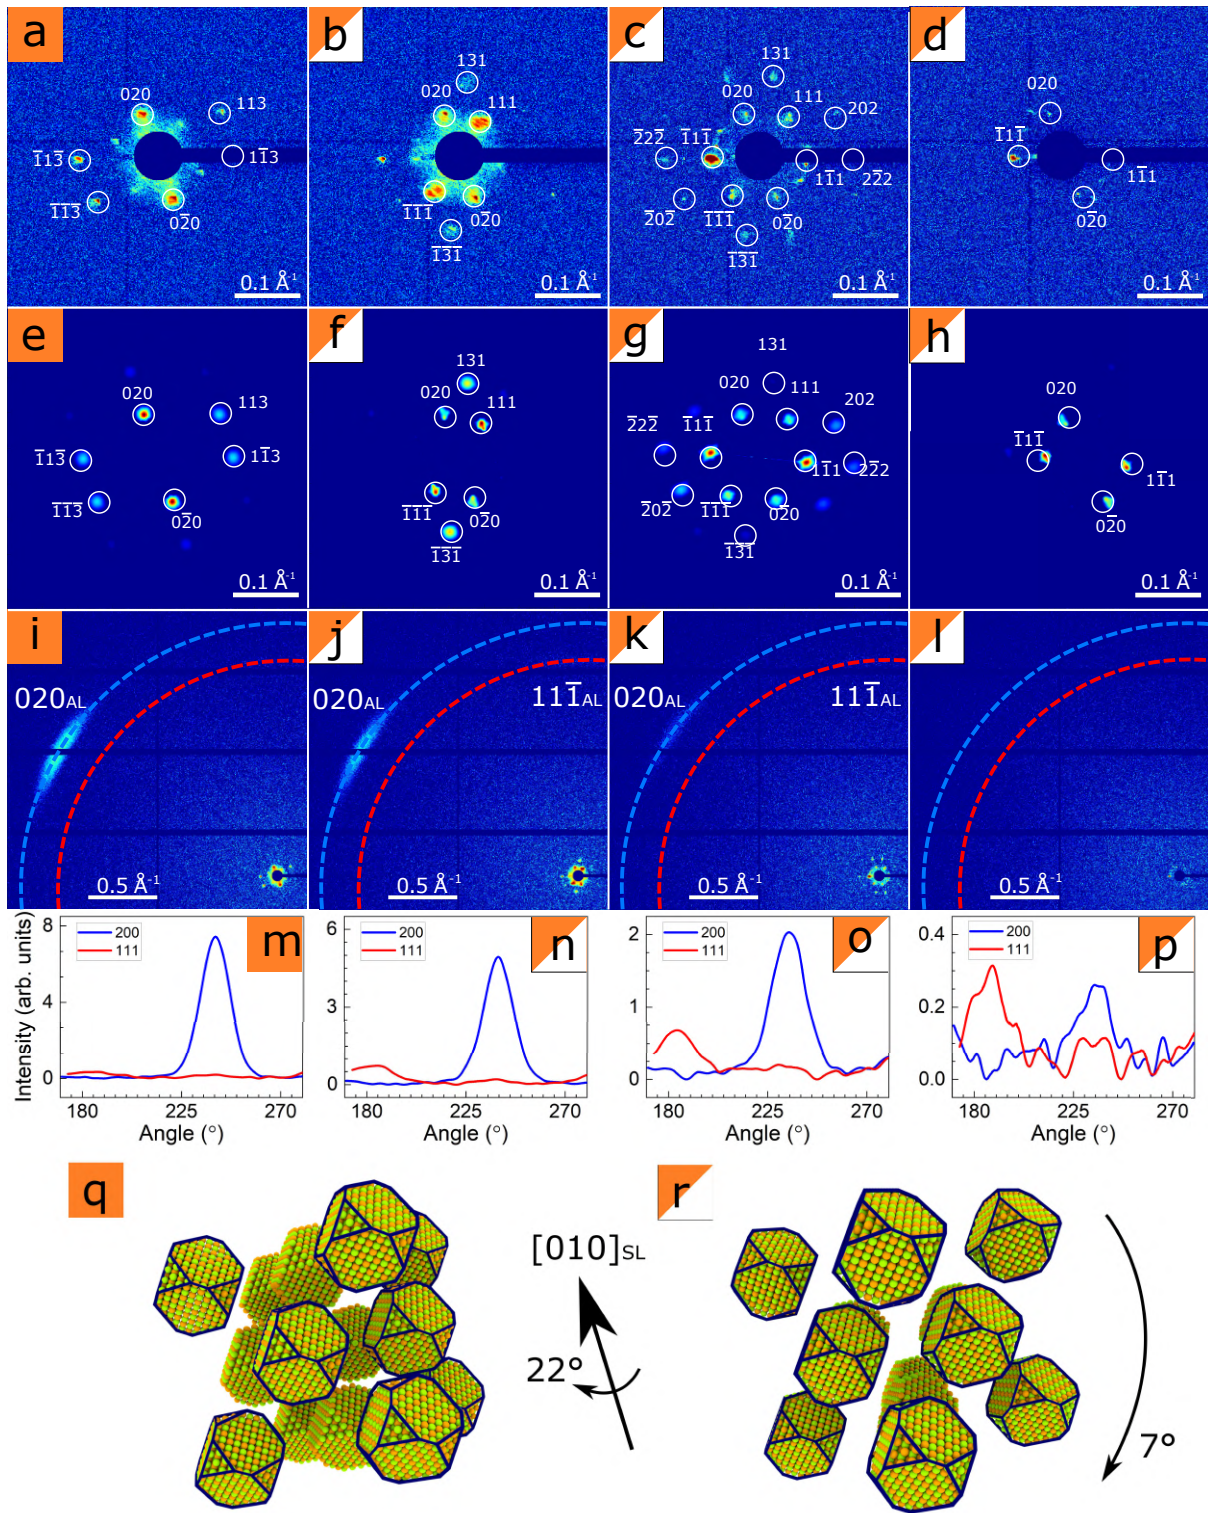 a
020
113
1̅13̅
11̅3
1̅1̅3̅
02̅0
0.1 Å⁻¹
b
131
020
111
1̅1̅1̅
02̅0
1̅3̅1̅
0.1 Å⁻¹
c
131
020
111
202
2̅22̅
1̅11̅
11̅1
22̅2
2̅02̅
1̅1̅1̅
02̅0
1̅3̅1̅
0.1 Å⁻¹
d
020
1̅11̅
11̅1
02̅0
0.1 Å⁻¹
e
020
113
1̅13̅
11̅3
1̅1̅3̅
02̅0
0.1 Å⁻¹
f
131
020
111
1̅1̅1̅
02̅0
1̅3̅1̅
0.1 Å⁻¹
g
131
020
111
202
2̅22̅
1̅11̅
11̅1
22̅2
2̅02̅
1̅1̅1̅
02̅0
1̅3̅1̅
0.1 Å⁻¹
h
020
1̅11̅
11̅1
02̅0
0.1 Å⁻¹
i
020AL
0.5 Å⁻¹
j
020AL
111̅AL
0.5 Å⁻¹
k
020AL
111̅AL
0.5 Å⁻¹
l
0.5 Å⁻¹
m
200
111
Intensity (arb. units)
8
4
0
180 225 270
Angle (°)
n
200
111
6
3
0
180 225 270
Angle (°)
o
200
111
2
1
0
180 225 270
Angle (°)
p
200
111
0.4
0.2
0.0
180 225 270
Angle (°)
q
[010]SL
22°
r
7°